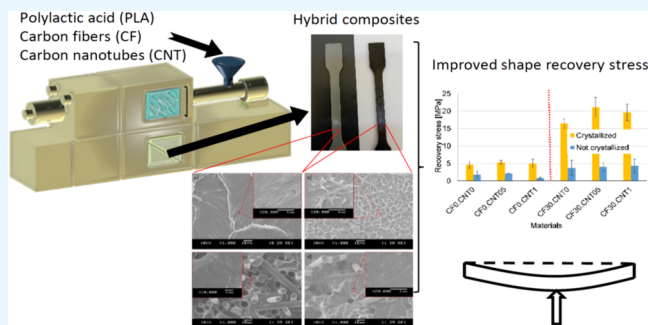 Polylactic acid (PLA)
Carbon fibers (CF)
Carbon nanotubes (CNT)
Hybrid composites
Improved shape recovery stress
Recovery stress [MPa]
25
20
15
10
5
0
Crystallized
Not crystallized
CF0.CNT0
CF0.CNT05
CF0.CNT1
CF30.CNT0
CF30.CNT05
CF30.CNT1
Materials